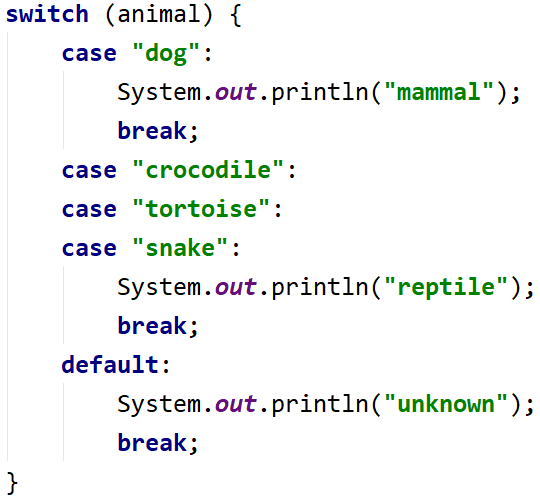 switch (animal) {
    case "dog":
        System.out.println("mammal");
        break;
    case "crocodile":
    case "tortoise":
    case "snake":
        System.out.println("reptile");
        break;
    default:
        System.out.println("unknown");
        break;
}